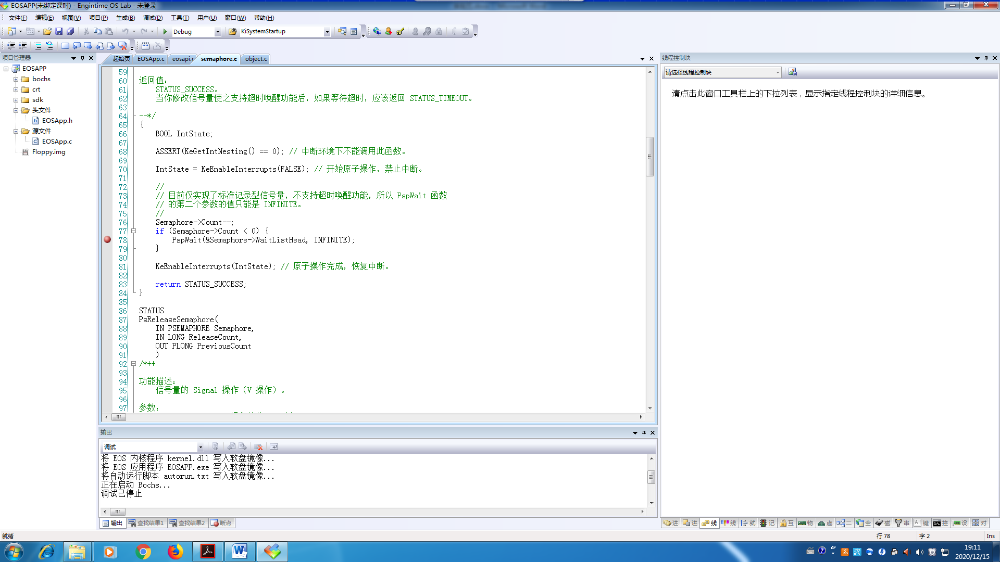 EOSAPP(未绑定课时) - Engintime OS Lab - 未登录
文件(F) 编辑(E) 视图(V) 项目(P) 生成(B) 调试(D) 工具(T) 用户(U) 窗口(W) 帮助(H)
Debug KiSystemStartup
项目管理器
EOSAPP
bochs
crt
sdk
头文件
EOSApp.h
源文件
EOSApp.c
Floppy.img
起始页 EOSApp.c eosapi.c semaphore.c object.c
59
60 返回值:
61 STATUS_SUCCESS。
62 当你修改信号量使之支持超时唤醒功能后，如果等待超时，应该返回 STATUS_TIMEOUT。
63
64 --*/
65 {
66 BOOL IntState;
67
68 ASSERT(KeGetIntNesting() == 0); // 中断环境下不能调用此函数。
69
70 IntState = KeEnableInterrupts(FALSE); // 开始原子操作，禁止中断。
71
72 //
73 // 目前仅实现了标准记录型信号量，不支持超时唤醒功能，所以 PspWait 函数
74 // 的第二个参数的值只能是 INFINITE。
75 //
76 Semaphore->Count--;
77 if (Semaphore->Count < 0) {
78 PspWait(&Semaphore->WaitListHead, INFINITE);
79 }
80
81 KeEnableInterrupts(IntState); // 原子操作完成，恢复中断。
82
83 return STATUS_SUCCESS;
84 }
85
86 STATUS
87 PsReleaseSemaphore(
88 IN PSEMAPHORE Semaphore,
89 IN LONG ReleaseCount,
90 OUT PLONG PreviousCount
91 )
92 /*++
93
94 功能描述:
95 信号量的 Signal 操作（V 操作）。
96
97 参数:
输出
调试
将 EOS 内核程序 kernel.dll 写入软盘镜像...
将 EOS 应用程序 EOSAPP.exe 写入软盘镜像...
将自动运行脚本 autorun.txt 写入软盘镜像...
正在启动 Bochs...
调试已停止
输出 查找结果1 查找结果2 断点
线程控制块
请选择线程控制块
请点击此窗口工具栏上的下拉列表，显示指定线程控制块的详细信息。
进 进 线 线 就 记 互 物 虚 二 全 磁 串 键 控 设 对
就绪
行 78 字 2 Ins
19:11
2020/12/15